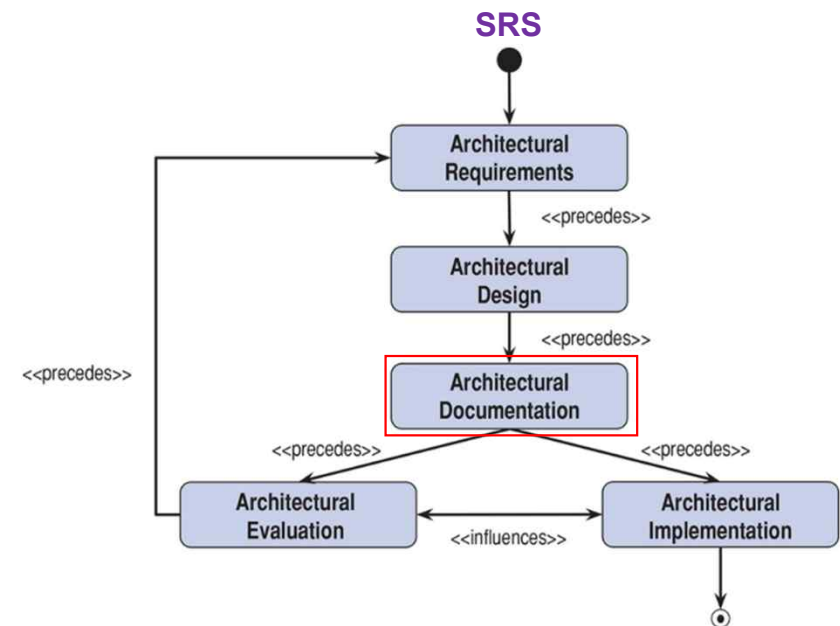 SRS
Architectural
Requirements
<<precedes>>
Architectural
Design
<<precedes>>
<<precedes>>
Architectural
Documentation
<<precedes>>
<<precedes>>
Architectural
Evaluation
<<influences>>
Architectural
Implementation